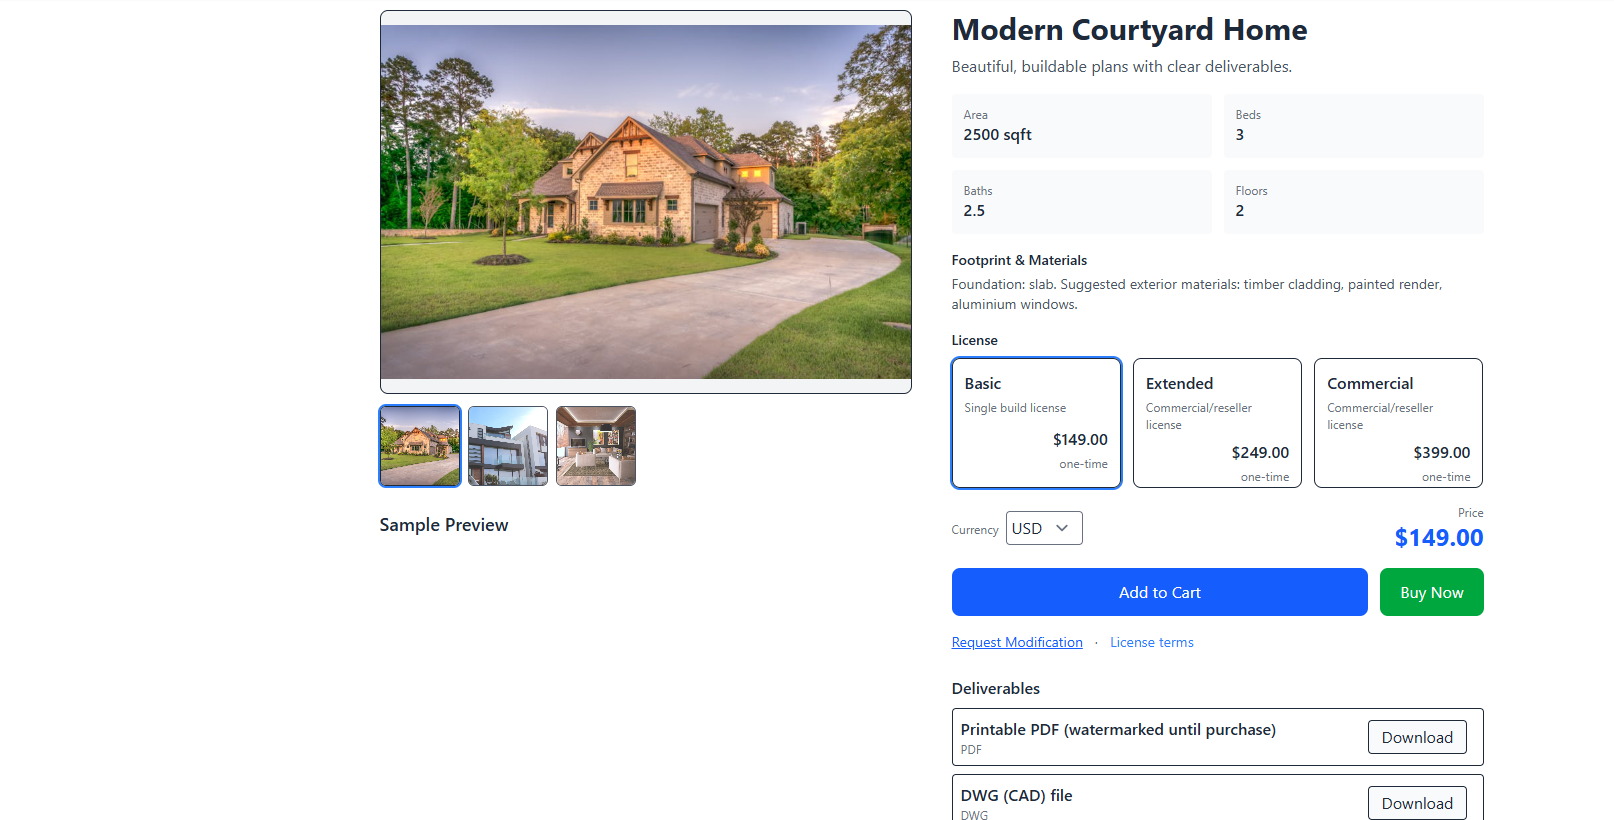 Modern Courtyard Home
Beautiful, buildable plans with clear deliverables.
Area
2500 sqft
Beds
3
Baths
2.5
Floors
2
Footprint & Materials
Foundation: slab. Suggested exterior materials: timber cladding, painted render,
aluminium windows.
License
Basic
Single build license
$149.00
one-time
Extended
Commercial/reseller
license
$249.00
one-time
Commercial
Commercial/reseller
license
$399.00
one-time
Currency
USD
Price
$149.00
Add to Cart
Buy Now
Request Modification · License terms
Deliverables
Printable PDF (watermarked until purchase)
PDF
Download
DWG (CAD) file
DWG
Download
Sample Preview